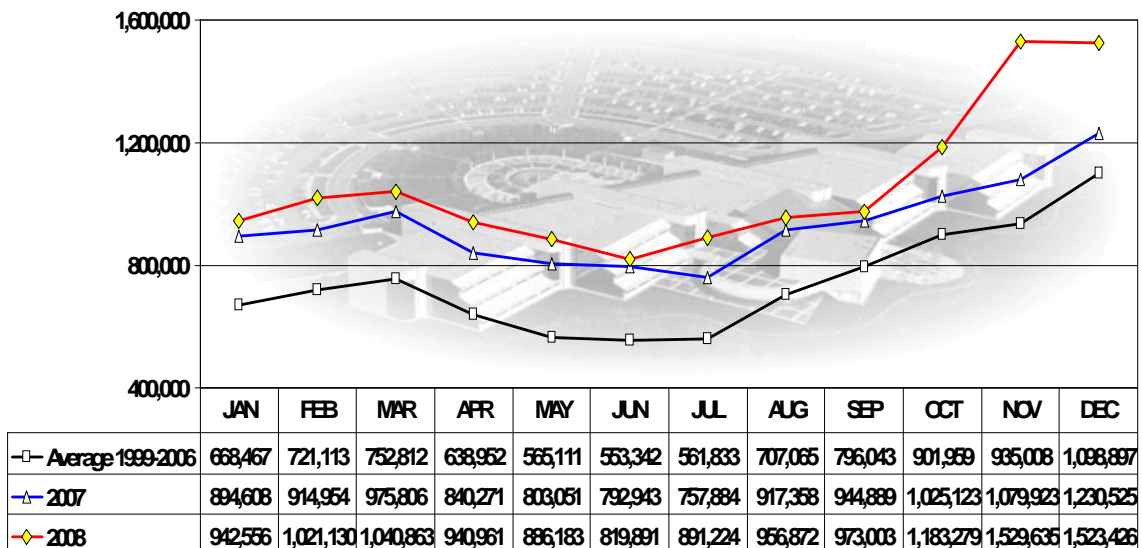 1,600,000
1,200,000
800,000
400,000
JAN FEB MAR APR MAY JUN JUL AUG SEP OCT NOV DEC
Average 1999-2006 668,467 721,113 752,812 638,952 565,111 553,342 561,833 707,065 796,043 901,959 935,008 1,098,897
2007 894,608 914,954 975,806 840,271 803,051 792,943 757,884 917,358 944,889 1,025,123 1,079,923 1,230,525
2008 942,556 1,021,130 1,040,863 940,961 886,183 819,891 891,224 956,872 973,003 1,183,279 1,529,635 1,523,426